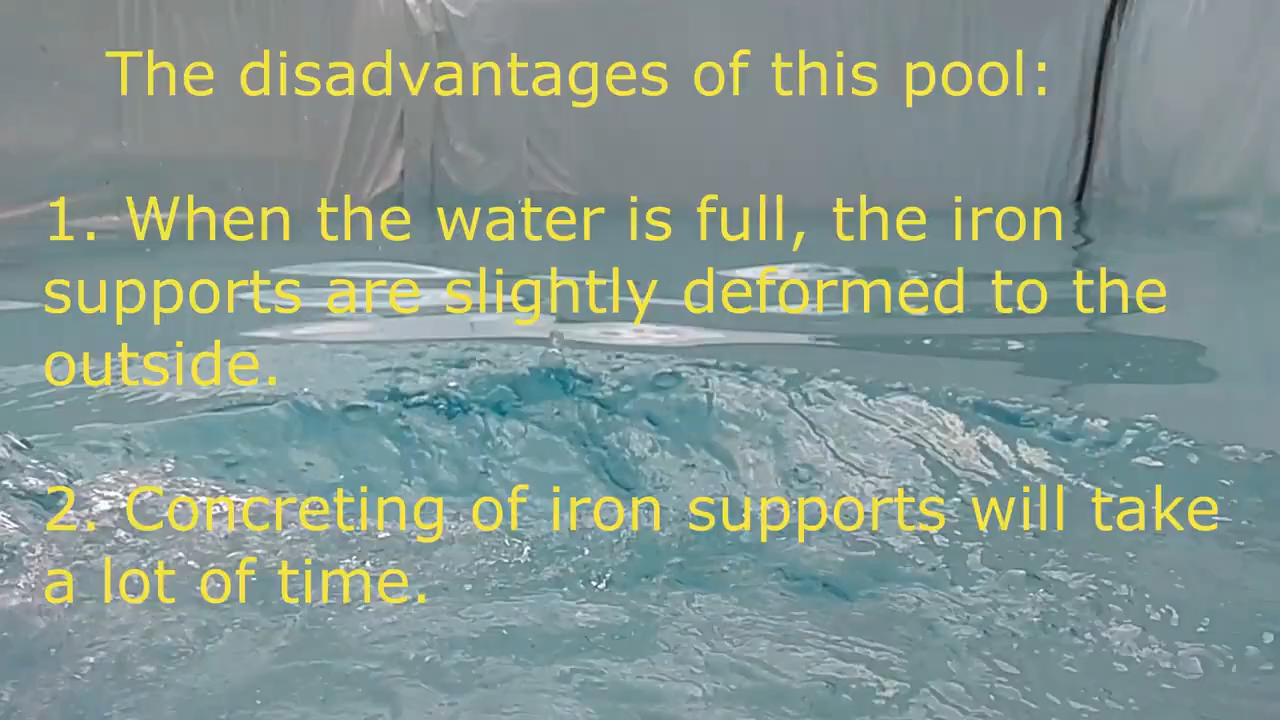 The disadvantages of this pool:
1. When the water is full, the iron
supports are slightly deformed to the
outside.
2. Concreting of iron supports will take
a lot of time.